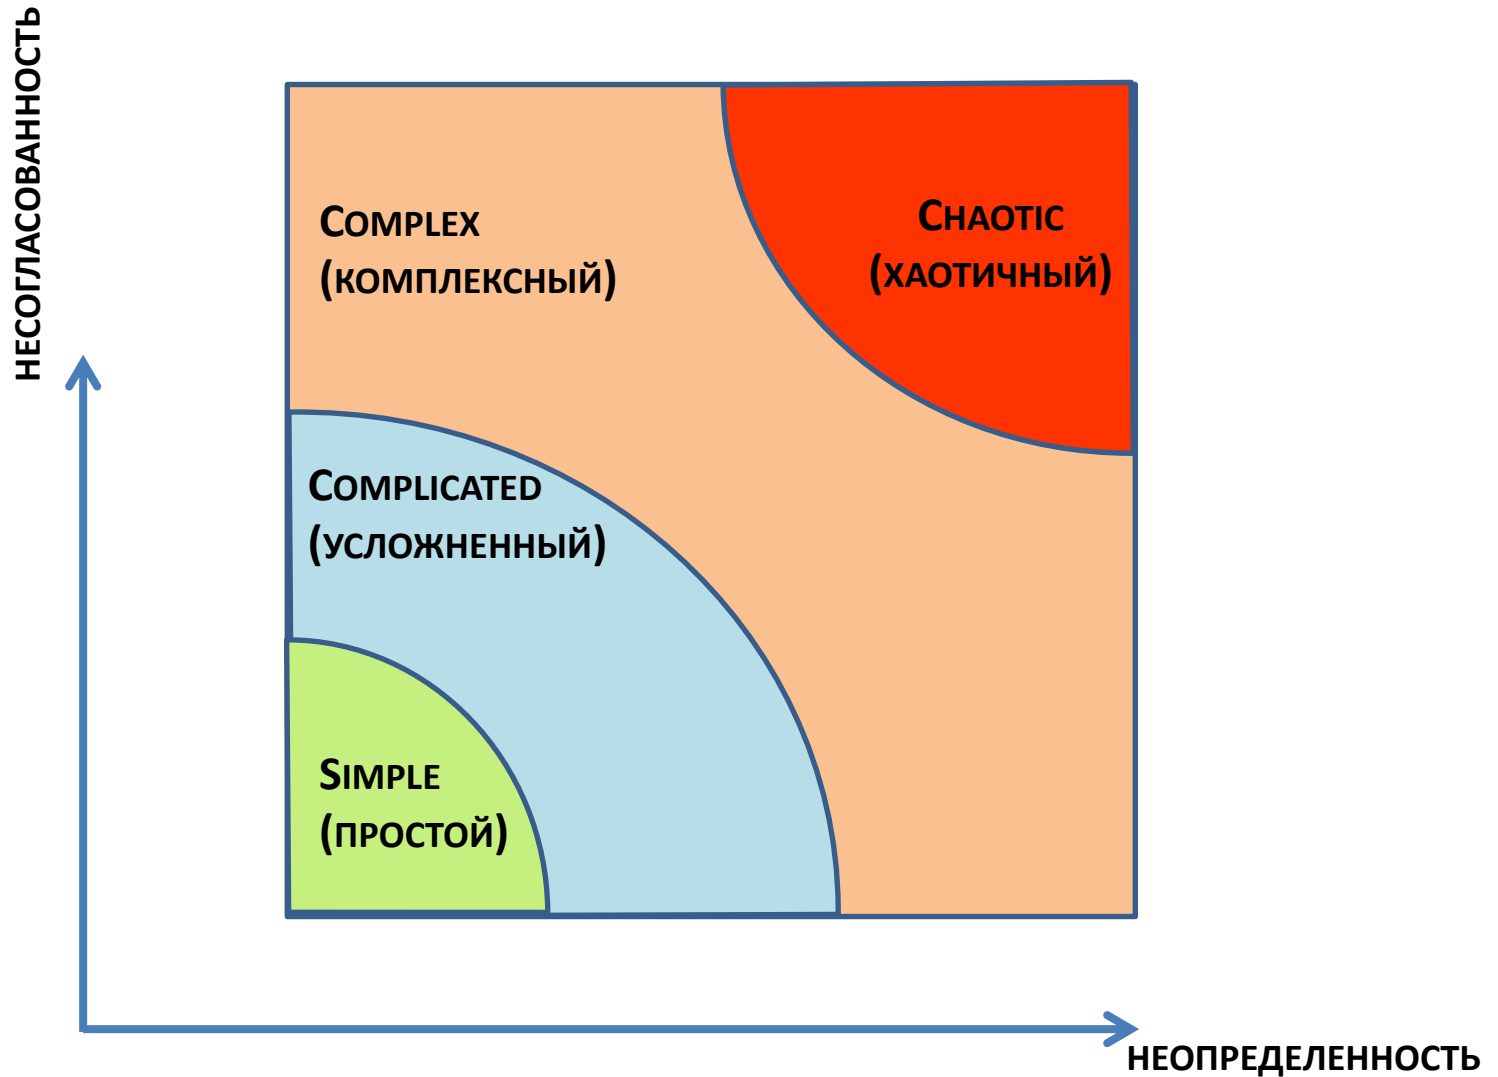 НЕСОГЛАСОВАННОСТЬ
COMPLEX
(КОМПЛЕКСНЫЙ)
CHAOTIC
(ХАОТИЧНЫЙ)
COMPLICATED
(УСЛОЖНЕННЫЙ)
SIMPLE
(ПРОСТОЙ)
НЕОПРЕДЕЛЕННОСТЬ